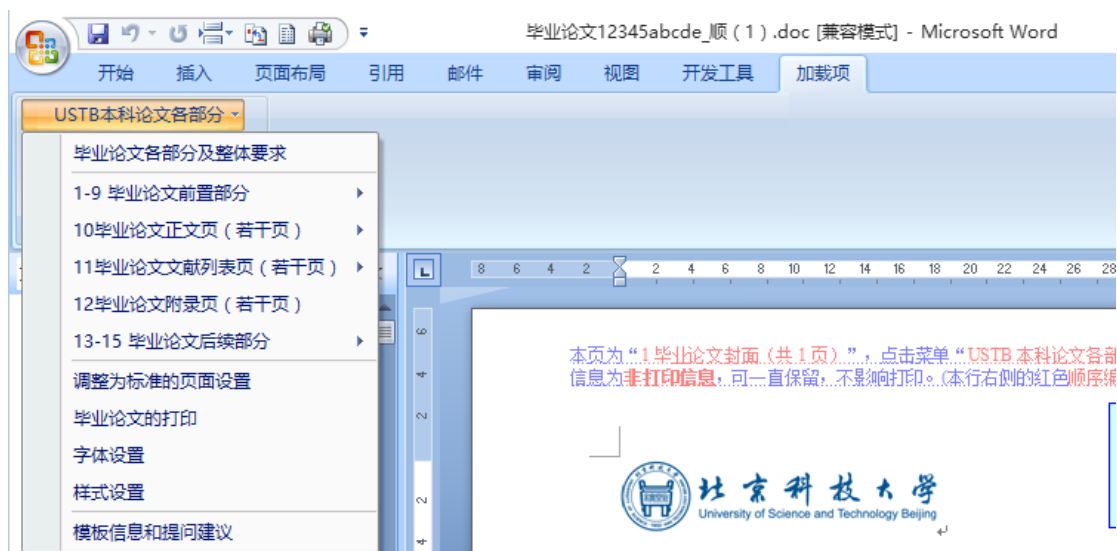 毕业论文12345abcde_顺（1）.doc [兼容模式] - Microsoft Word
开始 插入 页面布局 引用 邮件 审阅 视图 开发工具 加载项
USTB本科论文各部分
毕业论文各部分及整体要求
1-9 毕业论文前置部分
10毕业论文正文页（若干页）
11毕业论文文献列表页（若干页）
12毕业论文附录页（若干页）
13-15 毕业论文后续部分
调整为标准的页面设置
毕业论文的打印
字体设置
样式设置
模板信息和提问建议
8 6 4 2 2 4 6 8 10 12 14 16 18 20 22 24 26 28
6
4
2
2
4
本页为“1 毕业论文封面（共 1 页）”，点击菜单“USTB 本科论文各部
信息为非打印信息，可一直保留，不影响打印。(本行右侧的红色顺序编
北京科技大学
University of Science and Technology Beijing